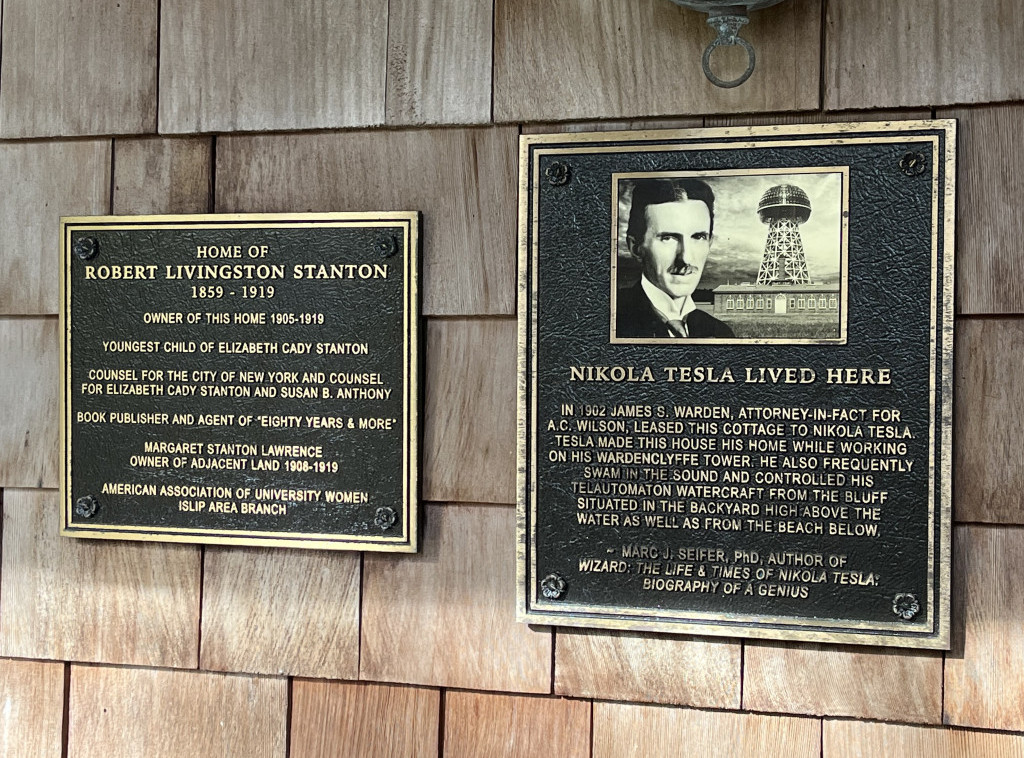 HOME OF
ROBERT LIVINGSTON STANTON
1859 - 1919
OWNER OF THIS HOME 1905-1919
YOUNGEST CHILD OF ELIZABETH CADY STANTON
COUNSEL FOR THE CITY OF NEW YORK AND COUNSEL
FOR ELIZABETH CADY STANTON AND SUSAN B. ANTHONY
BOOK PUBLISHER AND AGENT OF "EIGHTY YEARS & MORE"
MARGARET STANTON LAWRENCE
OWNER OF ADJACENT LAND 1908-1919
AMERICAN ASSOCIATION OF UNIVERSITY WOMEN
ISLIP AREA BRANCH
NIKOLA TESLA LIVED HERE
IN 1902 JAMES S. WARDEN, ATTORNEY-IN-FACT FOR
A.C. WILSON, LEASED THIS COTTAGE TO NIKOLA TESLA.
TESLA MADE THIS HOUSE HIS HOME WHILE WORKING
ON HIS WARDENCLYFFE TOWER. HE ALSO FREQUENTLY
SWAM IN THE SOUND AND CONTROLLED HIS
TELAUTOMATON WATERCRAFT FROM THE BLUFF
SITUATED IN THE BACKYARD HIGH ABOVE THE
WATER AS WELL AS FROM THE BEACH BELOW.
~ MARC J. SEIFER, PhD, AUTHOR OF
WIZARD: THE LIFE & TIMES OF NIKOLA TESLA:
BIOGRAPHY OF A GENIUS